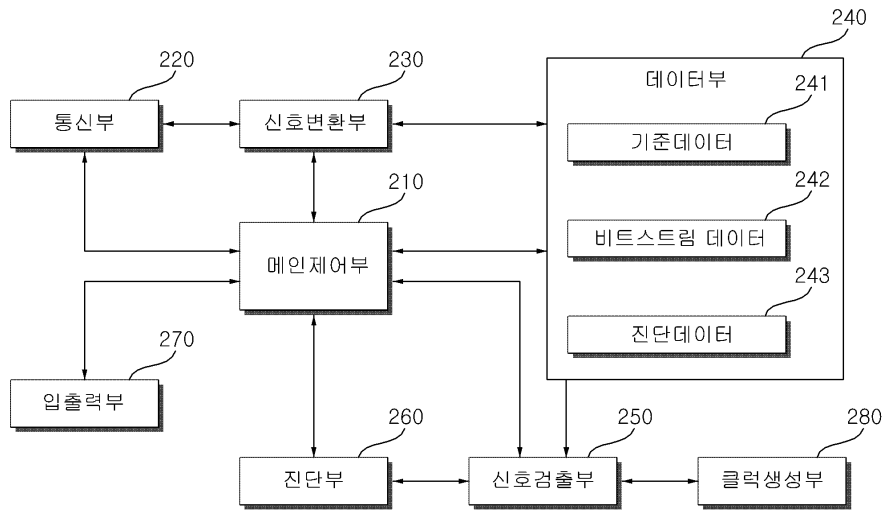 240
220
230
데이터부
241
통신부
신호변환부
기준데이터
210
242
메인제어부
비트스트림 데이터
243
270
진단데이터
입출력부
260
250
280
진단부
신호검출부
클럭생성부